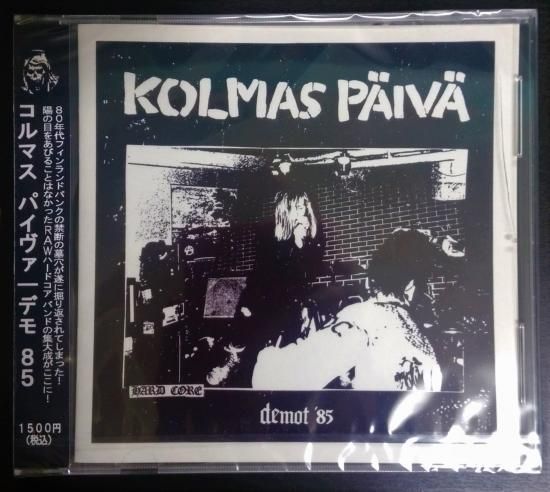 80年代フィンランドパンクの禁断の墓穴が遂に掘り返されてしまった!
陽の目をあびることはなかったRAWハードコアバンドの集大成がここに!
コルマス パイヴァ ― デモ 85
1500円
(税込)
KOLMAS PÄIVÄ
HARD CORE
demot '85